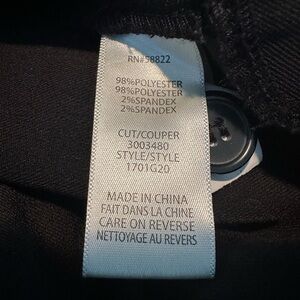 RN#58822
98%POLYESTER
98%POLYESTER
2%SPANDEX
2%SPANDEX
CUT/COUPER
3003480
STYLE/STYLE
1701G20
MADE IN CHINA
FAIT DANS LA CHINE
CARE ON REVERSE
NETTOYAGE AU REVERS